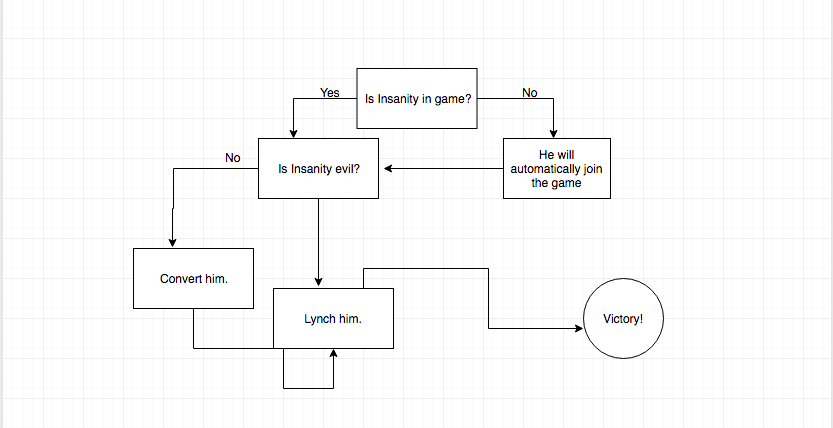 Yes
Is Insanity in game?
No
No
Is Insanity evil?
He will
automatically join
the game
Convert him.
Lynch him.
Victory!